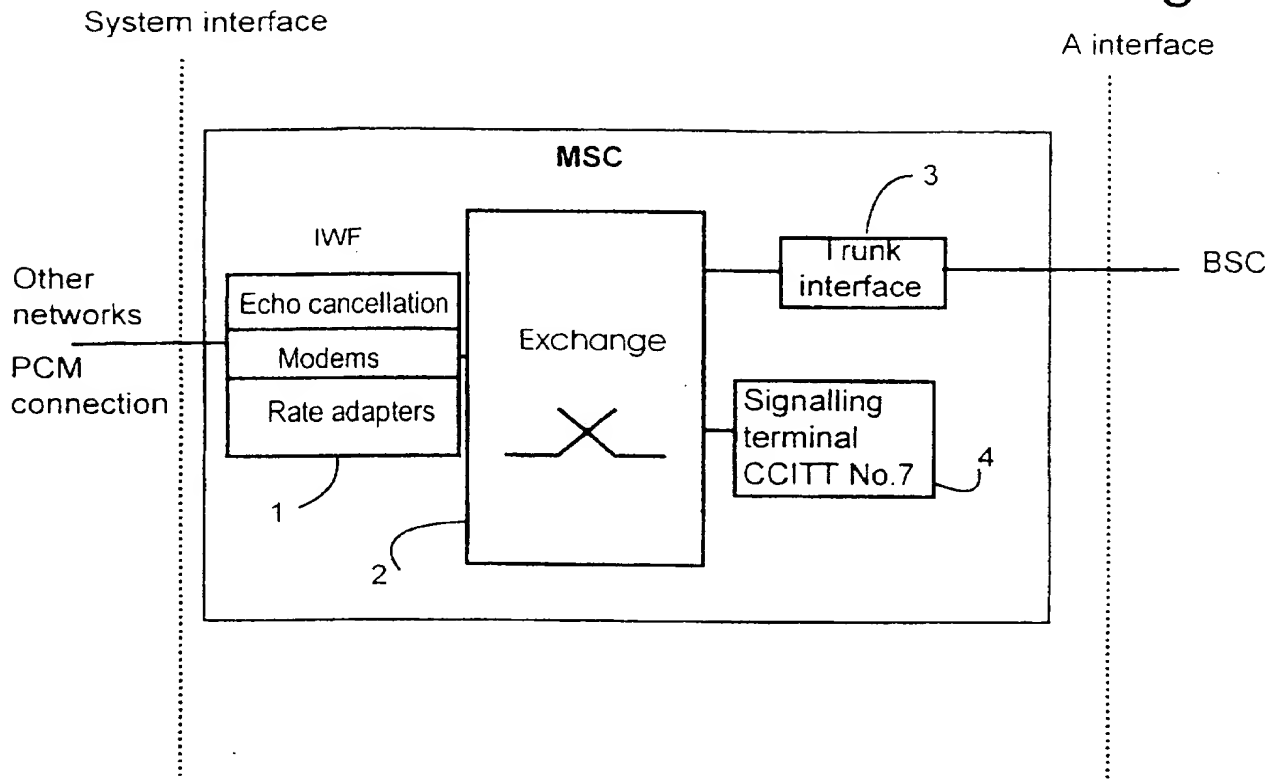 System interface
A interface
MSC
3
IWF
Trunk
interface
BSC
Other
networks
PCM
connection
Echo cancellation
Modems
Rate adapters
Exchange
Signalling
terminal
CCITT No.7
4
1
2